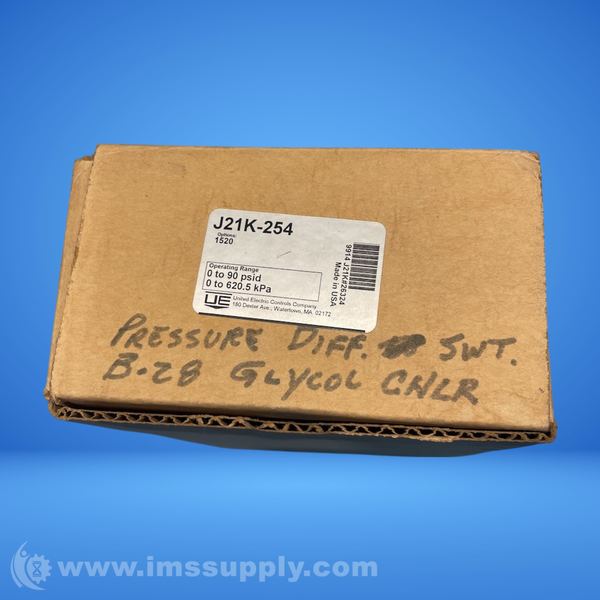 J21K-254
Options:
1520
Operating Range
0 to 90 psid
0 to 620.5 kPa
UE United Electric Controls Company
180 Dexter Ave., Watertown, MA 02172
9914 J21K#26324
Made in USA
PRESSURE DIFF. SWT.
B-28 GLYCOL CHLR
www.imssupply.com